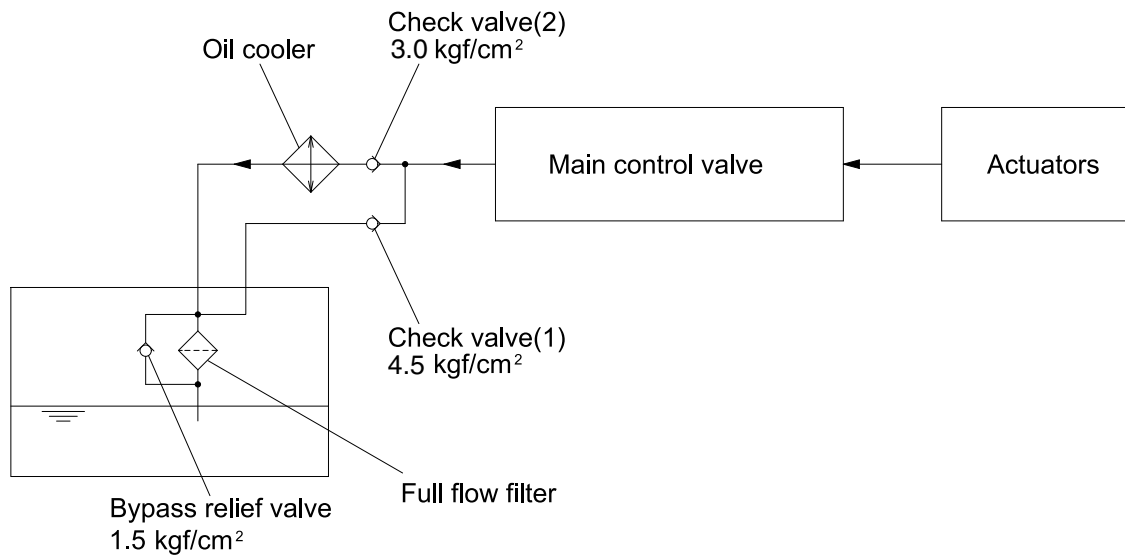 Check valve(2)
3.0 kgf/cm²
Oil cooler
Main control valve
Actuators
Check valve(1)
4.5 kgf/cm²
Full flow filter
Bypass relief valve
1.5 kgf/cm²